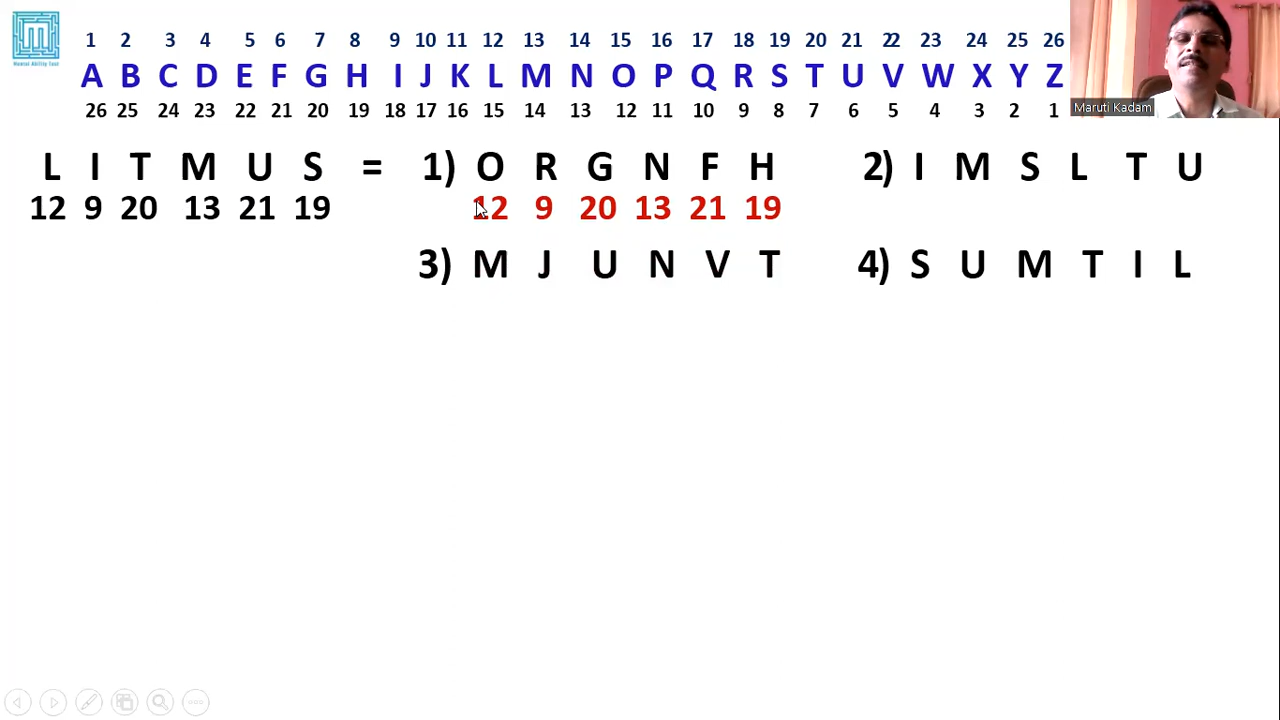 1 2 3 4 5 6 7 8 9 10 11 12 13 14 15 16 17 18 19 20 21 22 23 24 25 26
A B C D E F G H I J K L M N O P Q R S T U V W X Y Z
26 25 24 23 22 21 20 19 18 17 16 15 14 13 12 11 10 9 8 7 6 5 4 3 2 1
Maruti Kadam
L I T M U S = 1) O R G N F H 2) I M S L T U
12 9 20 13 21 19 12 9 20 13 21 19
3) M J U N V T 4) S U M T I L